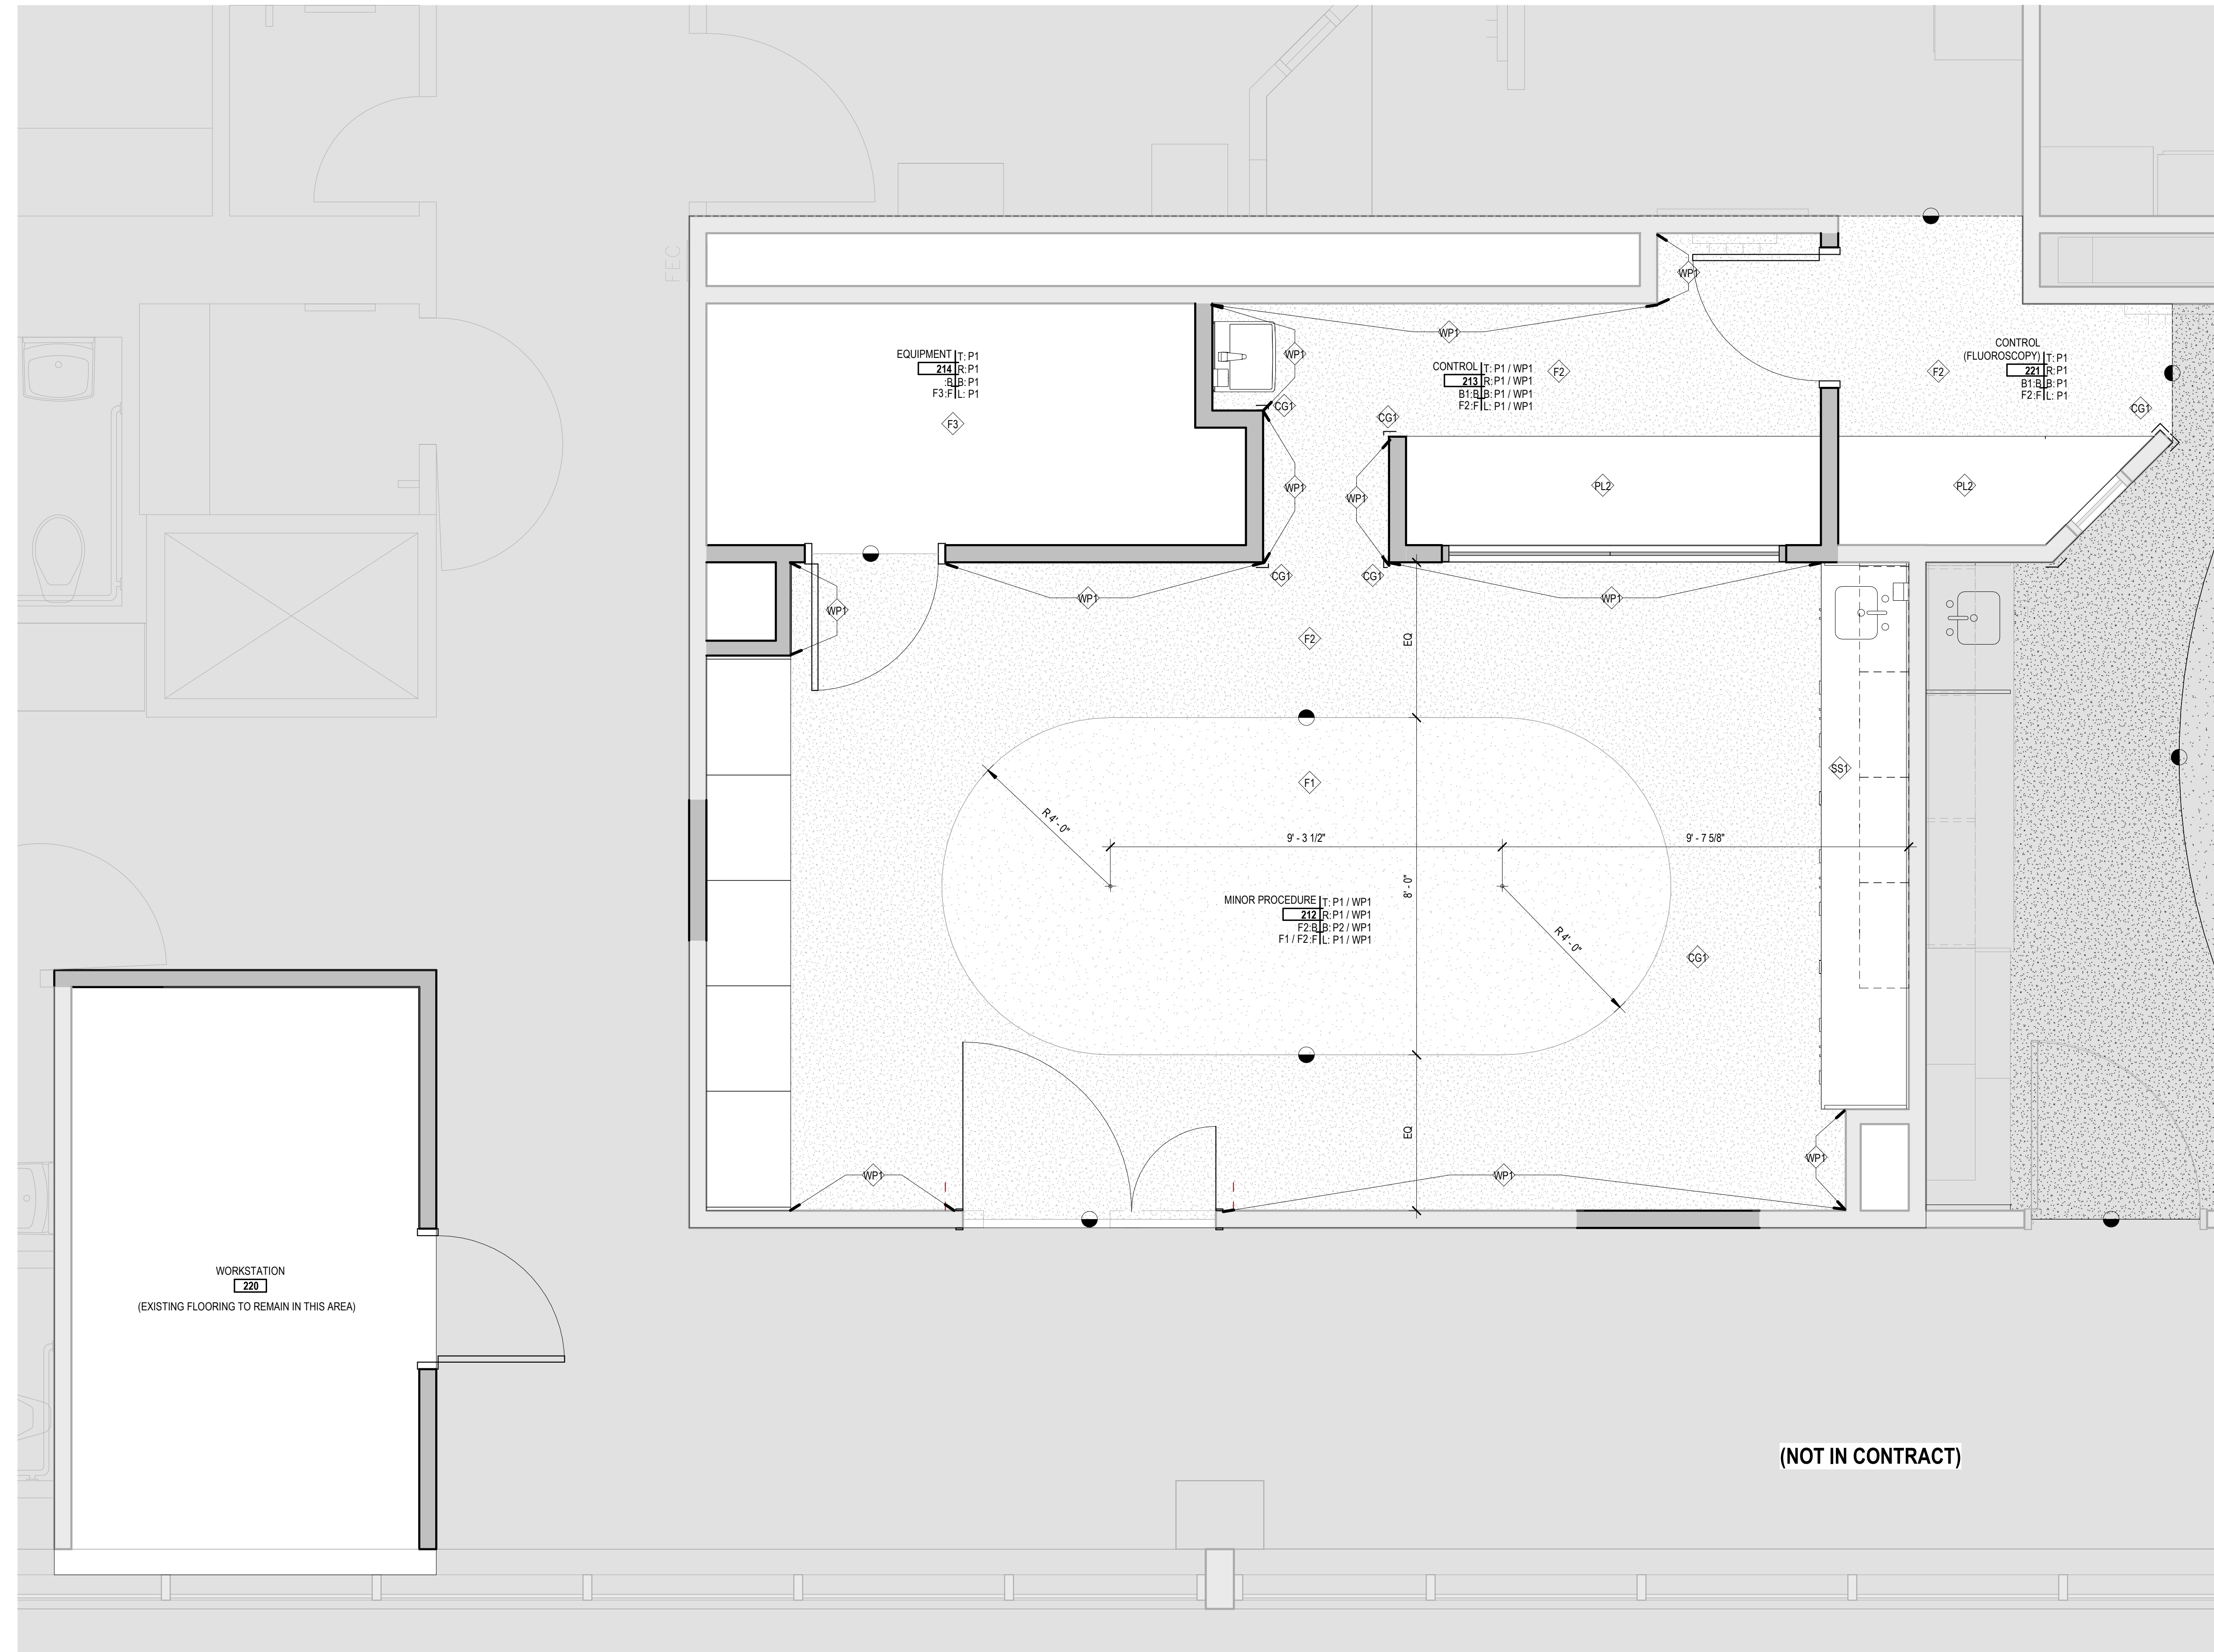 FEC
WP1
WP1
WP1
EQUIPMENT T: P1
214 R: P1
:B B: P1
F3:F L: P1
F3
CONTROL T: P1 / WP1
213 R: P1 / WP1
B1:B B: P1 / WP1
F2:F L: P1 / WP1
F2
F2
CONTROL
(FLUOROSCOPY) T: P1
221 R: P1
B1:B B: P1
F2:F L: P1
CG1
CG1
CG1
WP1
WP1
PL2
PL2
CG1
CG1
WP1
WP1
WP1
F2
EQ
F1
SS1
R 4' - 0"
9' - 3 1/2"
9' - 7 5/8"
8' - 0"
MINOR PROCEDURE T: P1 / WP1
212 R: P1 / WP1
F2:B B: P2 / WP1
F1 / F2:F L: P1 / WP1
R 4' - 0"
CG1
EQ
WP1
WP1
WP1
WORKSTATION
220
(EXISTING FLOORING TO REMAIN IN THIS AREA)
(NOT IN CONTRACT)